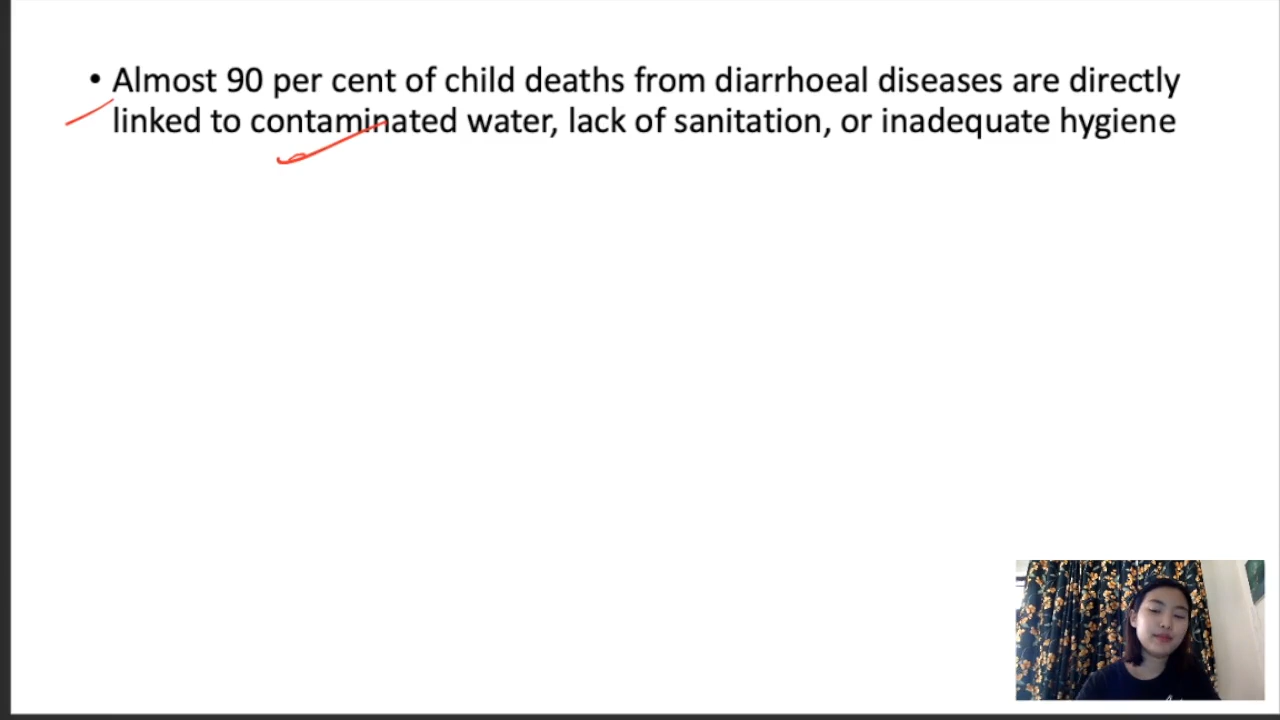 • Almost 90 per cent of child deaths from diarrhoeal diseases are directly
linked to contaminated water, lack of sanitation, or inadequate hygiene